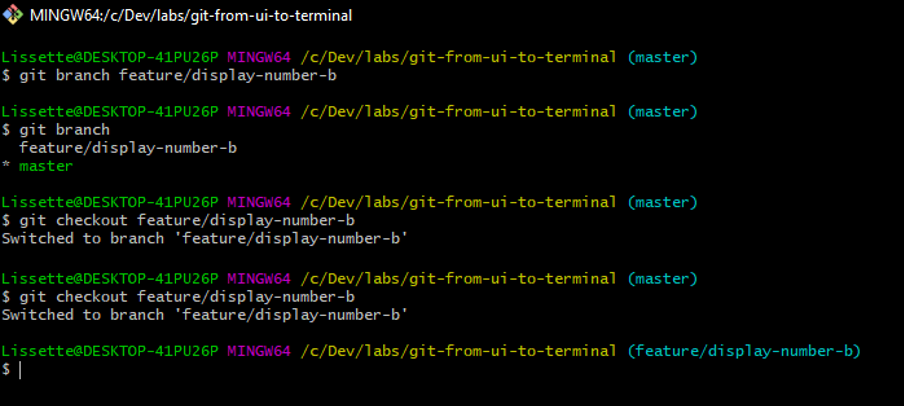 MINGW64:/c/Dev/labs/git-from-ui-to-terminal
Lissette@DESKTOP-41PU26P MINGW64 /c/Dev/labs/git-from-ui-to-terminal (master)
$ git branch feature/display-number-b
Lissette@DESKTOP-41PU26P MINGW64 /c/Dev/labs/git-from-ui-to-terminal (master)
$ git branch
  feature/display-number-b
* master
Lissette@DESKTOP-41PU26P MINGW64 /c/Dev/labs/git-from-ui-to-terminal (master)
$ git checkout feature/display-number-b
Switched to branch 'feature/display-number-b'
Lissette@DESKTOP-41PU26P MINGW64 /c/Dev/labs/git-from-ui-to-terminal (master)
$ git checkout feature/display-number-b
Switched to branch 'feature/display-number-b'
Lissette@DESKTOP-41PU26P MINGW64 /c/Dev/labs/git-from-ui-to-terminal (feature/display-number-b)
$